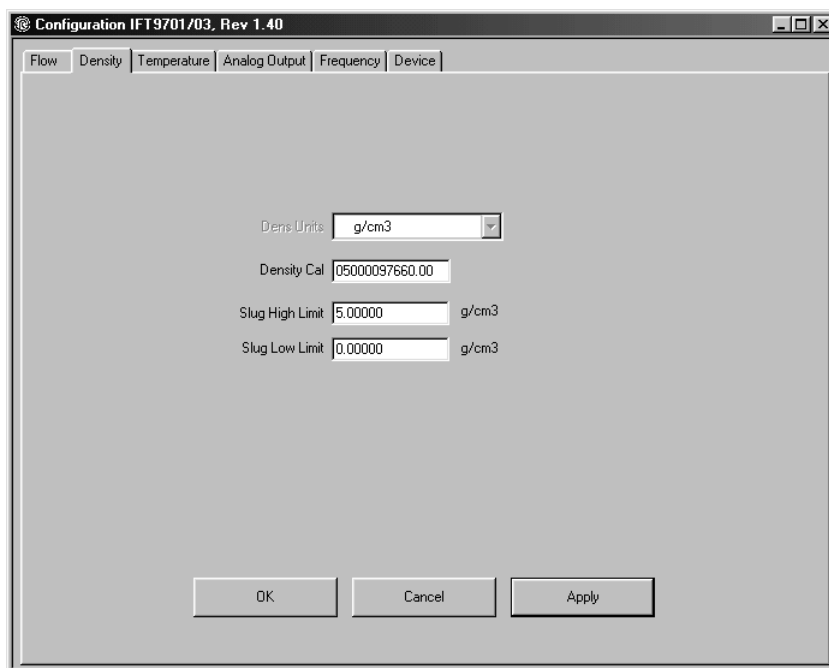 Configuration IFT9701/03, Rev 1.40
Flow Density Temperature Analog Output Frequency Device
Dens Units g/cm3
Density Cal 05000097660.00
Slug High Limit 5.00000 g/cm3
Slug Low Limit 0.00000 g/cm3
OK Cancel Apply